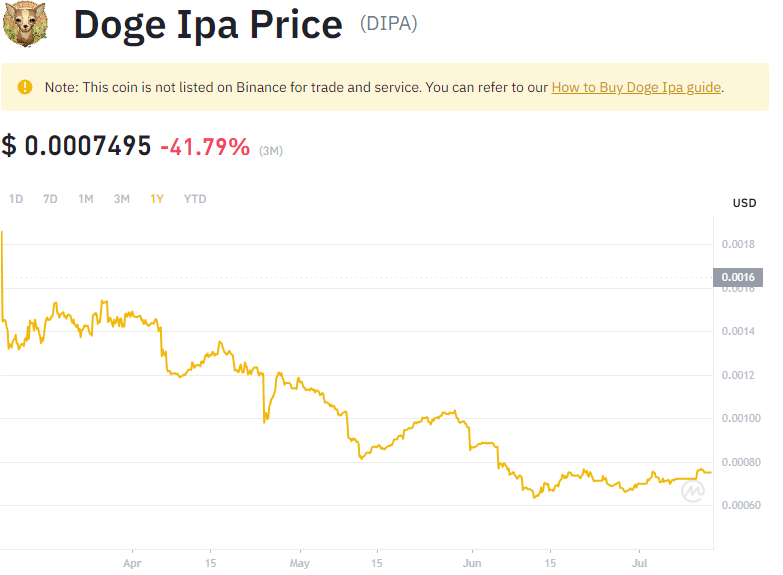 Doge Ipa Price (DIPA)
Note: This coin is not listed on Binance for trade and service. You can refer to our How to Buy Doge Ipa guide.
$ 0.0007495 -41.79% (3M)
1D 7D 1M 3M 1Y YTD
USD
0.0018
0.0016
0.0016
0.0014
0.0012
0.00100
0.00080
0.00060
Apr 15 May 15 Jun 15 Jul